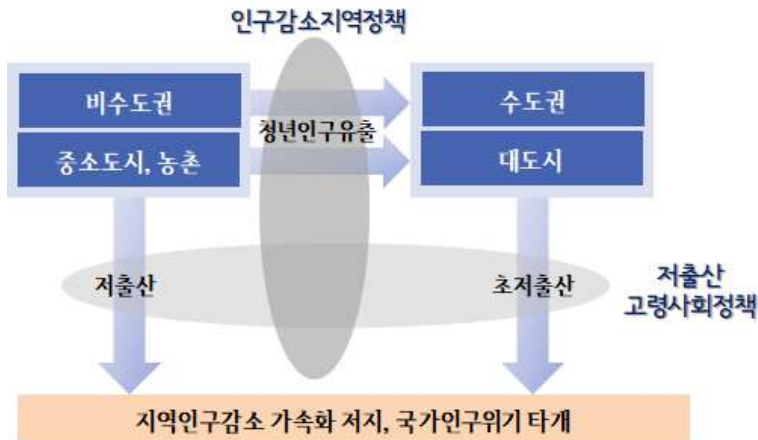 인구감소지역정책
비수도권
수도권
청년인구유출
중소도시, 농촌
대도시
저출산
초저출산
저출산
고령사회정책
지역인구감소 가속화 저지, 국가인구위기 타개